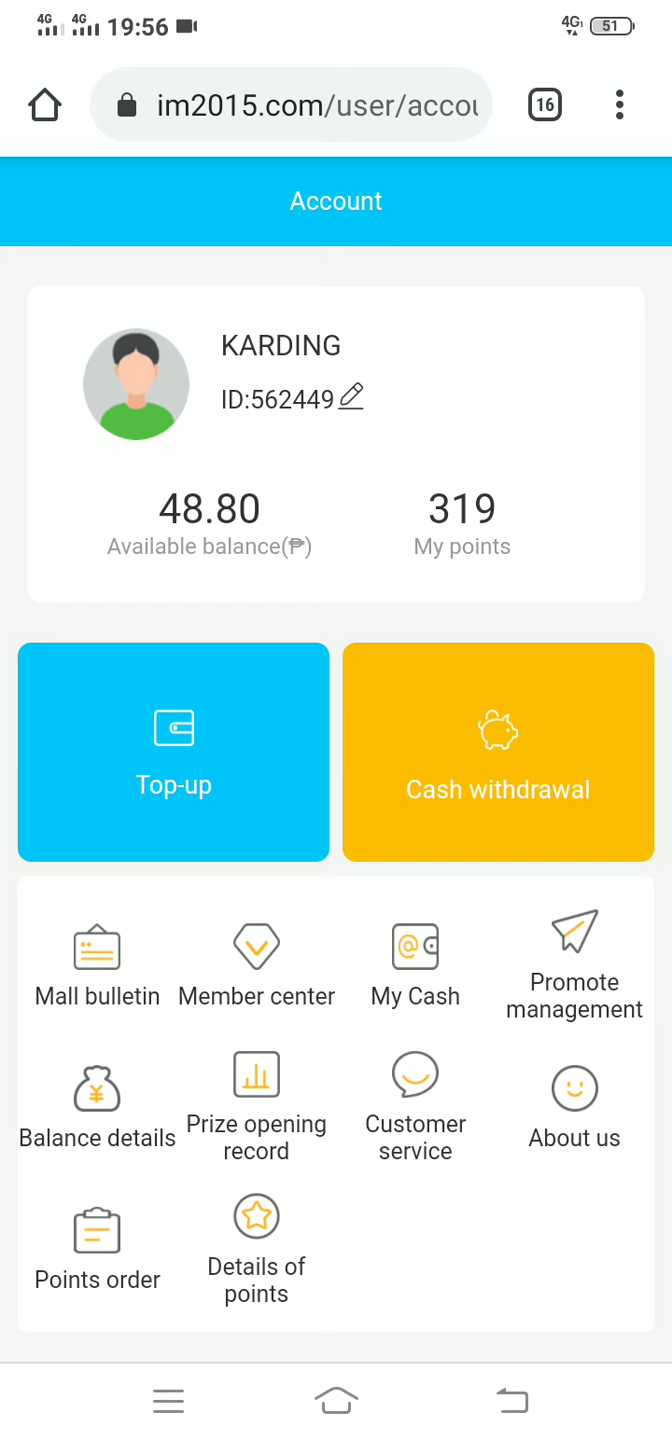 4G 4G 19:56 4G 51
im2015.com/user/accou
16
Account
KARDING
ID:562449
48.80 319
Available balance(₱) My points
Top-up Cash withdrawal
Mall bulletin Member center My Cash Promote management
Balance details Prize opening record Customer service About us
Points order Details of points